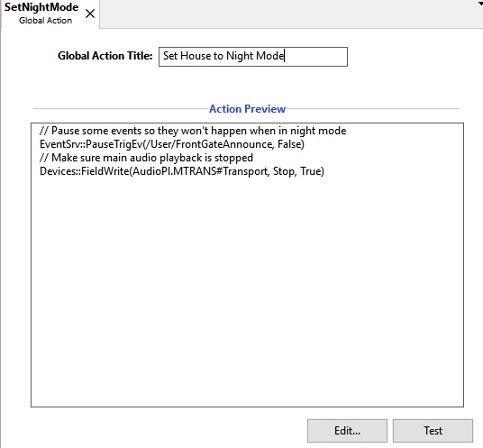 SetNightMode
Global Action
Global Action Title: Set House to Night Mode
Action Preview
// Pause some events so they won't happen when in night mode
EventSrv::PauseTrigEv(/User/FrontGateAnnounce, False)
// Make sure main audio playback is stopped
Devices::FieldWrite(AudioPl.MTRANS#Transport, Stop, True)
Edit... Test